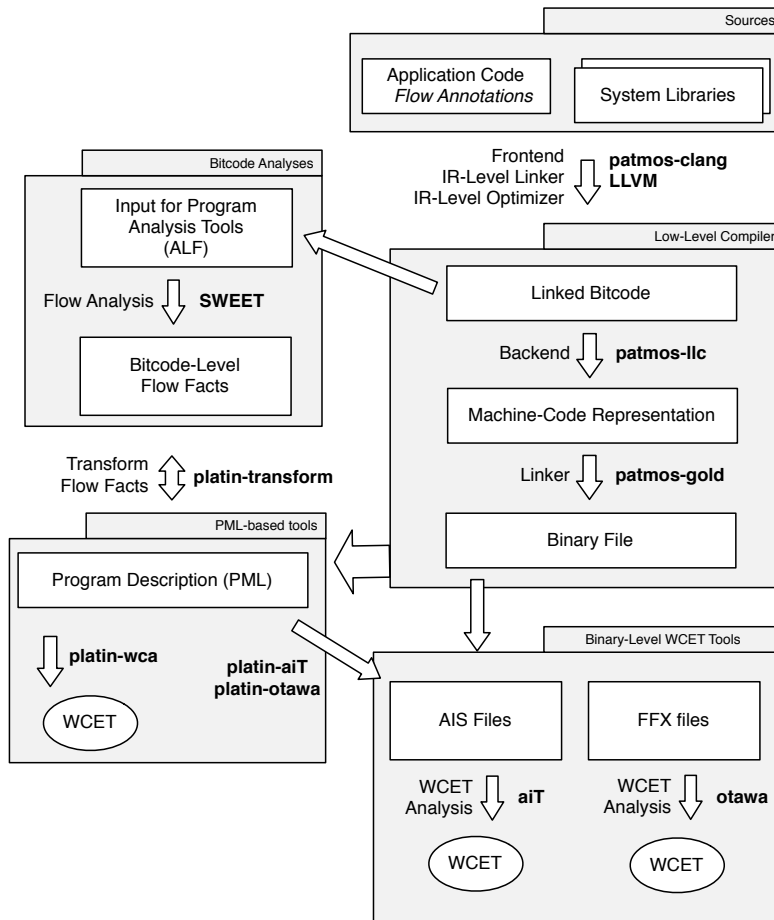 Sources
Application Code
Flow Annotations
System Libraries
Frontend
IR-Level Linker
IR-Level Optimizer
patmos-clang
LLVM
Bitcode Analyses
Input for Program
Analysis Tools
(ALF)
Flow Analysis
SWEET
Bitcode-Level
Flow Facts
Low-Level Compiler
Linked Bitcode
Backend
patmos-llc
Machine-Code Representation
Linker
patmos-gold
Binary File
Transform
Flow Facts
platin-transform
PML-based tools
Program Description (PML)
platin-wca
WCET
platin-aiT
platin-otawa
Binary-Level WCET Tools
AIS Files
FFX files
WCET
Analysis
aiT
WCET
Analysis
otawa
WCET
WCET